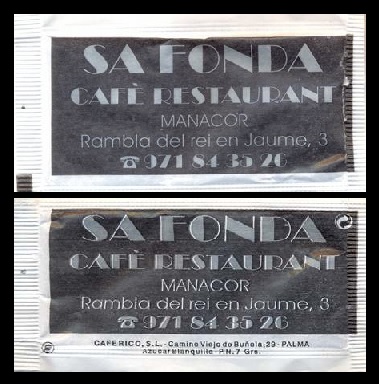 SA FONDA
CAFÈ RESTAURANT
MANACOR
Rambla del rei en Jaume, 3
☎ 971 84 35 26
SA FONDA
CAFÈ RESTAURANT
MANACOR
Rambla del rei en Jaume, 3
☎ 971 84 35 26
CAFE RICO, S.L. - Camino Viejo de Buñola, 29 - PALMA
Azúcar blanquilla - P.N. 7 Grs.